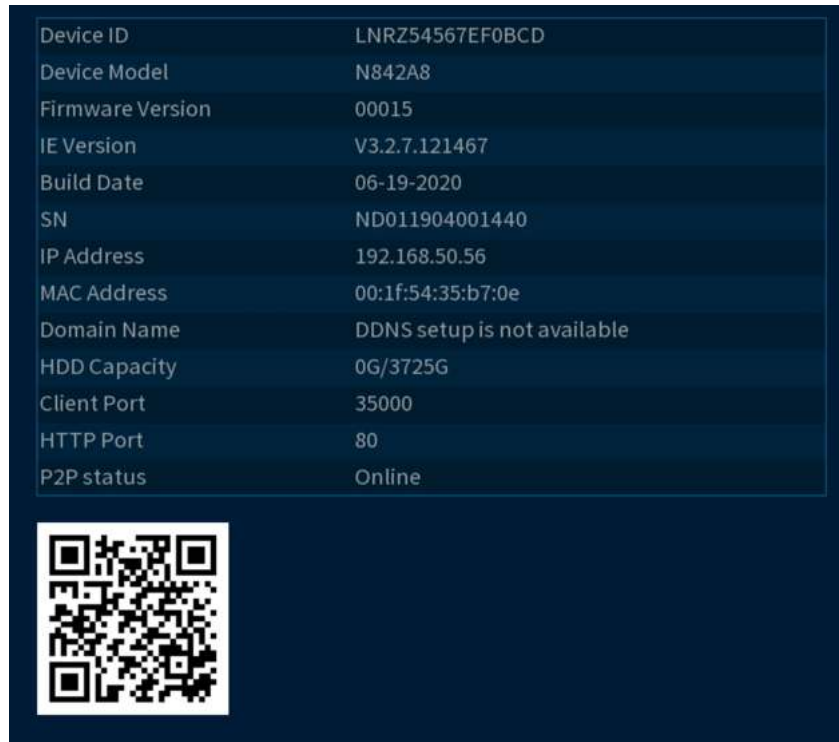 Device ID LNRZ54567EF0BCD
Device Model N842A8
Firmware Version 00015
IE Version V3.2.7.121467
Build Date 06-19-2020
SN ND011904001440
IP Address 192.168.50.56
MAC Address 00:1f:54:35:b7:0e
Domain Name DDNS setup is not available
HDD Capacity 0G/3725G
Client Port 35000
HTTP Port 80
P2P status Online